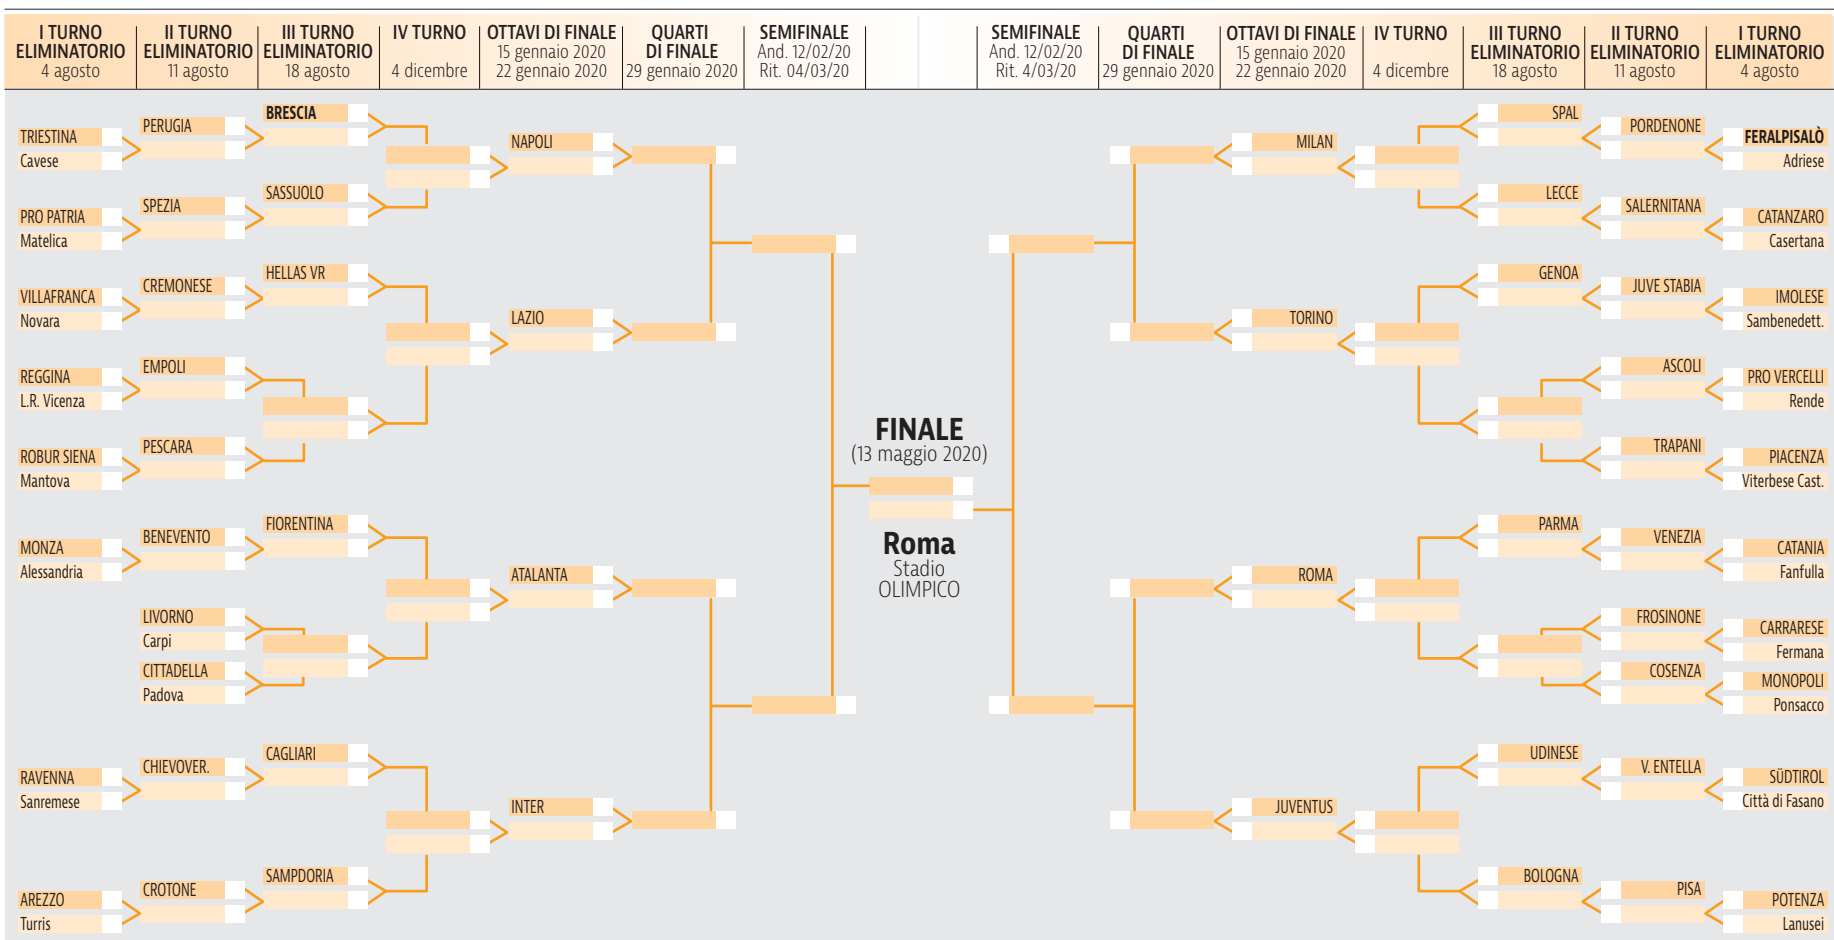 I TURNO
ELIMINATORIO
4 agosto
II TURNO
ELIMINATORIO
11 agosto
III TURNO
ELIMINATORIO
18 agosto
IV TURNO
4 dicembre
OTTAVI DI FINALE
15 gennaio 2020
22 gennaio 2020
QUARTI
DI FINALE
29 gennaio 2020
SEMIFINALE
And. 12/02/20
Rit. 04/03/20
SEMIFINALE
And. 12/02/20
Rit. 4/03/20
QUARTI
DI FINALE
29 gennaio 2020
OTTAVI DI FINALE
15 gennaio 2020
22 gennaio 2020
IV TURNO
4 dicembre
III TURNO
ELIMINATORIO
18 agosto
II TURNO
ELIMINATORIO
11 agosto
I TURNO
ELIMINATORIO
4 agosto
TRIESTINA
Cavese
PRO PATRIA
Matelica
VILLAFRANCA
Novara
REGGINA
L.R. Vicenza
ROBUR SIENA
Mantova
MONZA
Alessandria
RAVENNA
Sanremese
AREZZO
Turris
PERUGIA
SPEZIA
CREMONESE
EMPOLI
PESCARA
BENEVENTO
LIVORNO
Carpi
CITTADELLA
Padova
CHIEVOVER.
CROTONE
BRESCIA
SASSUOLO
HELLAS VR
FIORENTINA
CAGLIARI
SAMPDORIA
NAPOLI
LAZIO
ATALANTA
INTER
FINALE
(13 maggio 2020)
Roma
Stadio
OLIMPICO
MILAN
TORINO
ROMA
JUVENTUS
SPAL
LECCE
GENOA
PARMA
UDINESE
BOLOGNA
PORDENONE
SALERNITANA
JUVE STABIA
ASCOLI
TRAPANI
VENEZIA
FROSINONE
COSENZA
V. ENTELLA
PISA
FERALPISALÒ
Adriese
CATANZARO
Casertana
IMOLESE
Sambenedett.
PRO VERCELLI
Rende
PIACENZA
Viterbese Cast.
CATANIA
Fanfulla
CARRARESE
Fermana
MONOPOLI
Ponsacco
SÜDTIROL
Città di Fasano
POTENZA
Lanusei